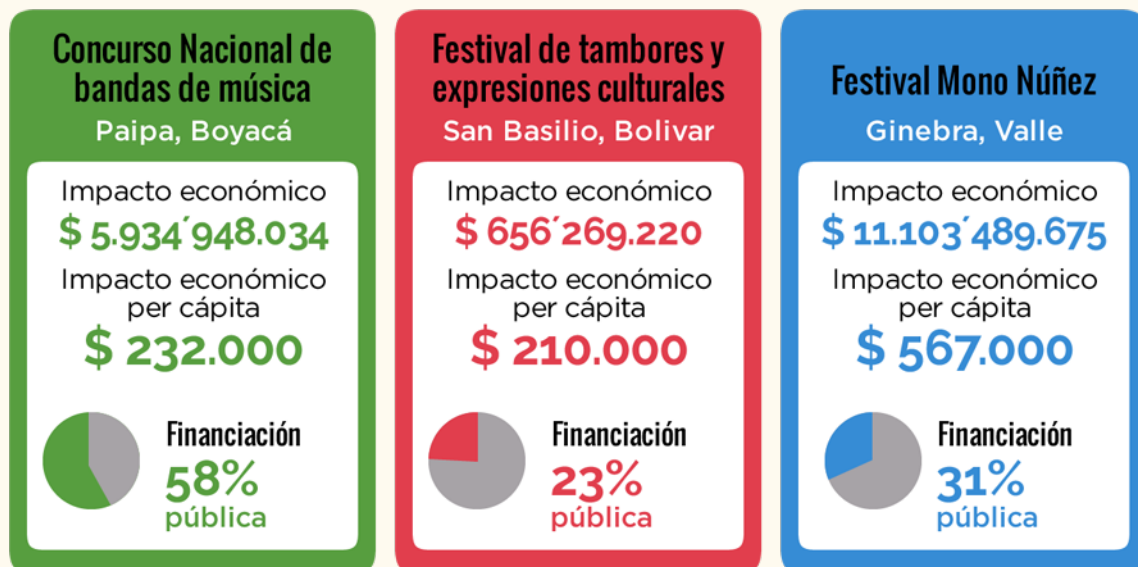 Concurso Nacional de
bandas de música
Paipa, Boyacá
Impacto económico
$ 5.934´948.034
Impacto económico
per cápita
$ 232.000
Financiación
58%
pública
Festival de tambores y
expresiones culturales
San Basilio, Bolivar
Impacto económico
$ 656´269.220
Impacto económico
per cápita
$ 210.000
Financiación
23%
pública
Festival Mono Núñez
Ginebra, Valle
Impacto económico
$ 11.103´489.675
Impacto económico
per cápita
$ 567.000
Financiación
31%
pública